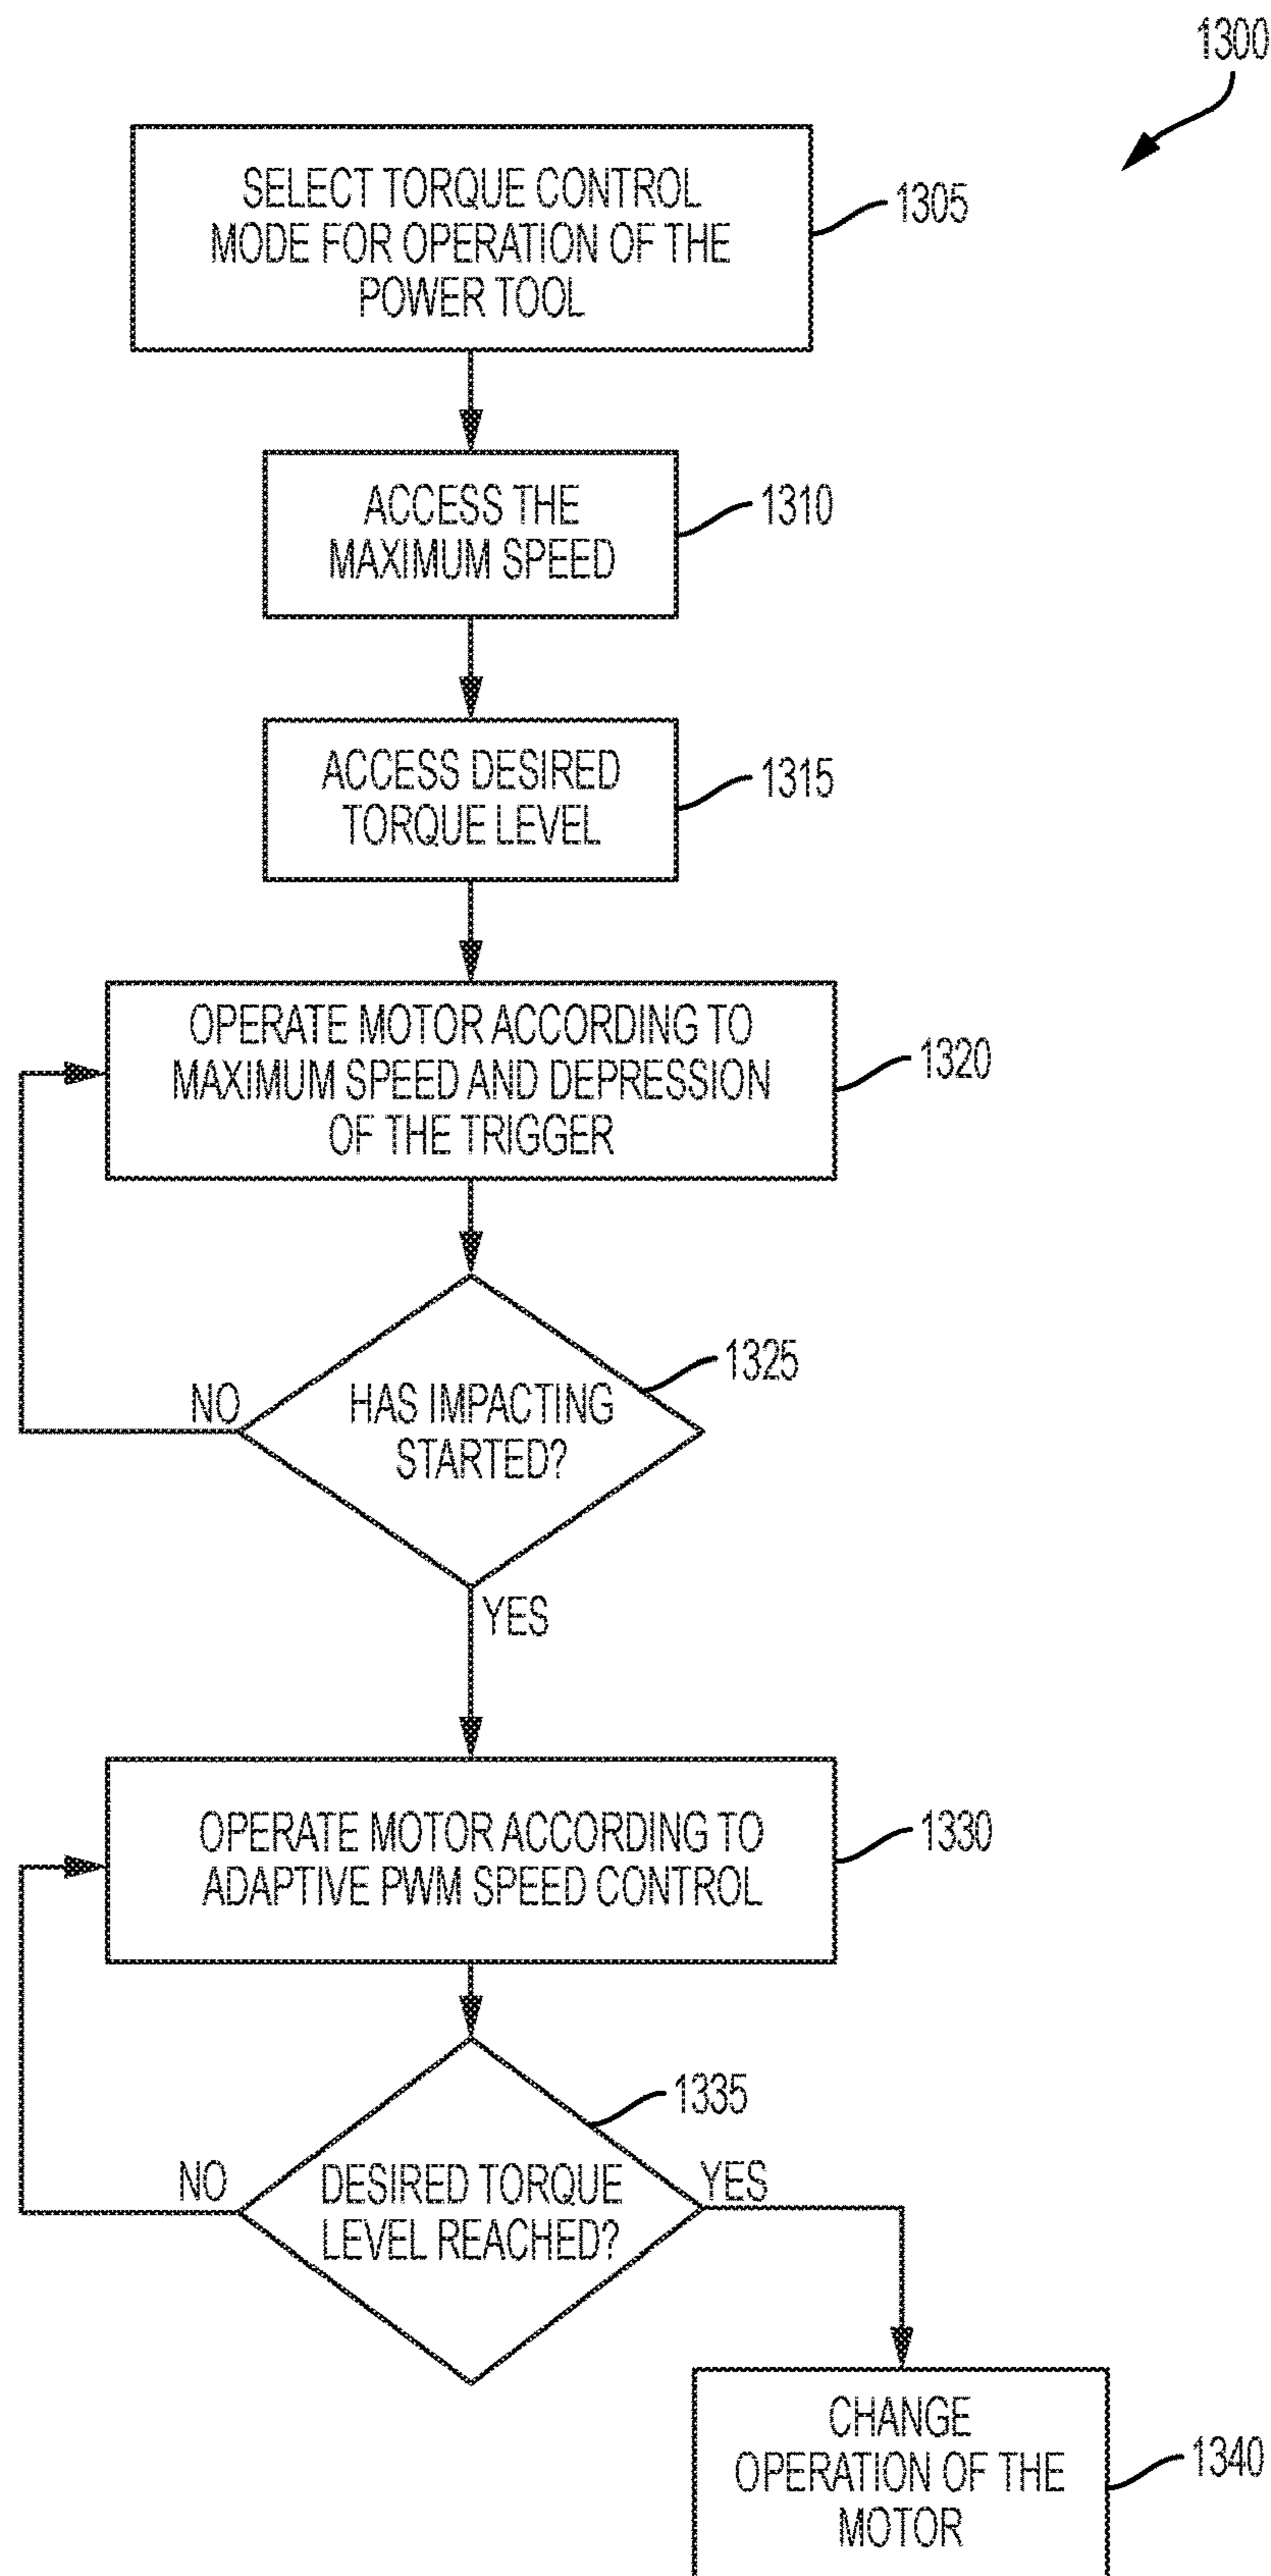 1300
SELECT TORQUE CONTROL
MODE FOR OPERATION OF THE
POWER TOOL
1305
ACCESS THE
MAXIMUM SPEED
1310
ACCESS DESIRED
TORQUE LEVEL
1315
OPERATE MOTOR ACCORDING TO
MAXIMUM SPEED AND DEPRESSION
OF THE TRIGGER
1320
HAS IMPACTING
STARTED?
1325
NO
YES
OPERATE MOTOR ACCORDING TO
ADAPTIVE PWM SPEED CONTROL
1330
DESIRED TORQUE
LEVEL REACHED?
1335
NO
YES
CHANGE
OPERATION OF THE
MOTOR
1340